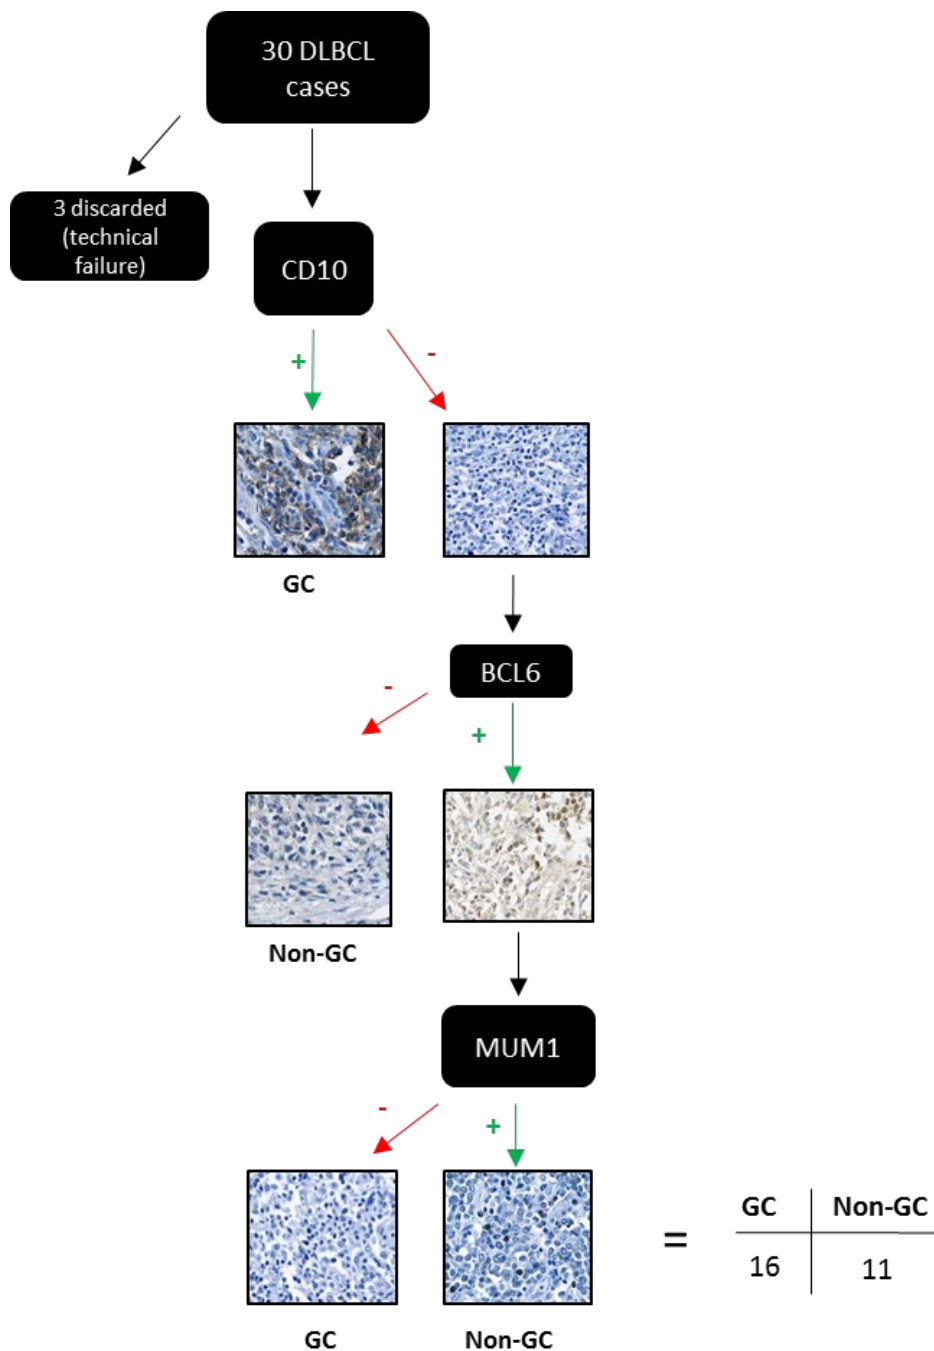 30 DLBCL
cases
3 discarded
(technical
failure)
CD10
+
-
GC
BCL6
-
+
Non-GC
MUM1
-
+
GC
Non-GC
=
GC Non-GC
16 11